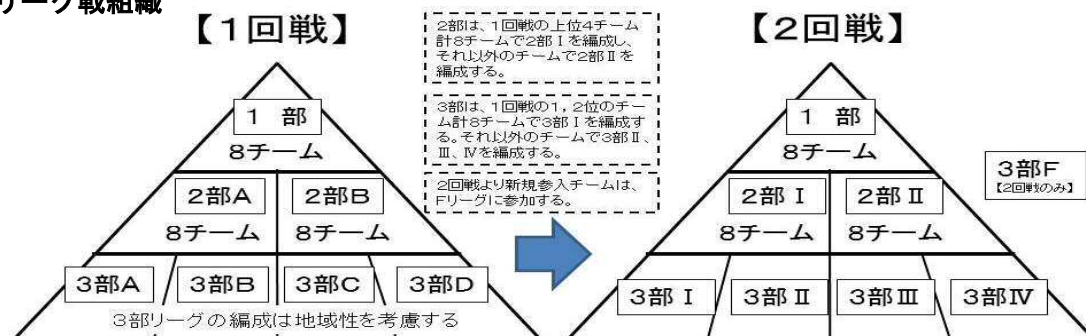 リーグ戦組織
【1回戦】
1 部
8チーム
2部A
2部B
8チーム
8チーム
3部A
3部B
3部C
3部D
3部リーグの編成は地域性を考慮する
2部は、1回戦の上位4チーム
計8チームで2部Ⅰを編成し、
それ以外のチームで2部Ⅱを
編成する。
3部は、1回戦の1,2位のチー
ム計8チームで3部Ⅰを編成す
る。それ以外のチームで3部Ⅱ、
Ⅲ、Ⅳを編成する。
2回戦より新規参入チームは、
Fリーグに参加する。
【2回戦】
1 部
8チーム
2部Ⅰ
2部Ⅱ
8チーム
8チーム
3部Ⅰ
3部Ⅱ
3部Ⅲ
3部Ⅳ
3部F
【2回戦のみ】